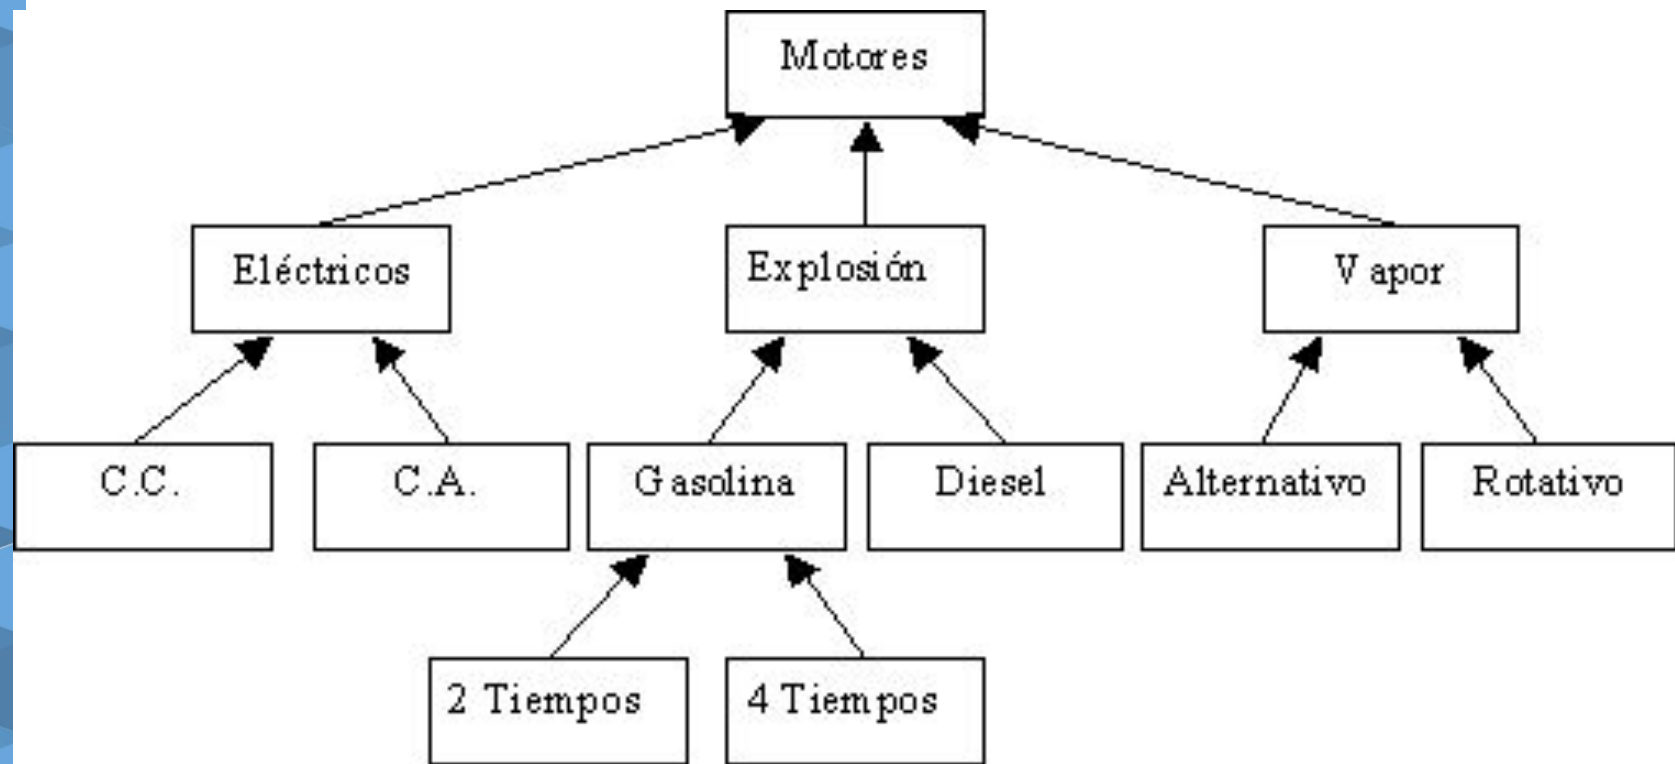 Motores
Eléctricos
Explosión
Vapor
C.C.
C.A.
Gasolina
Diesel
Alternativo
Rotativo
2 Tiempos
4 Tiempos